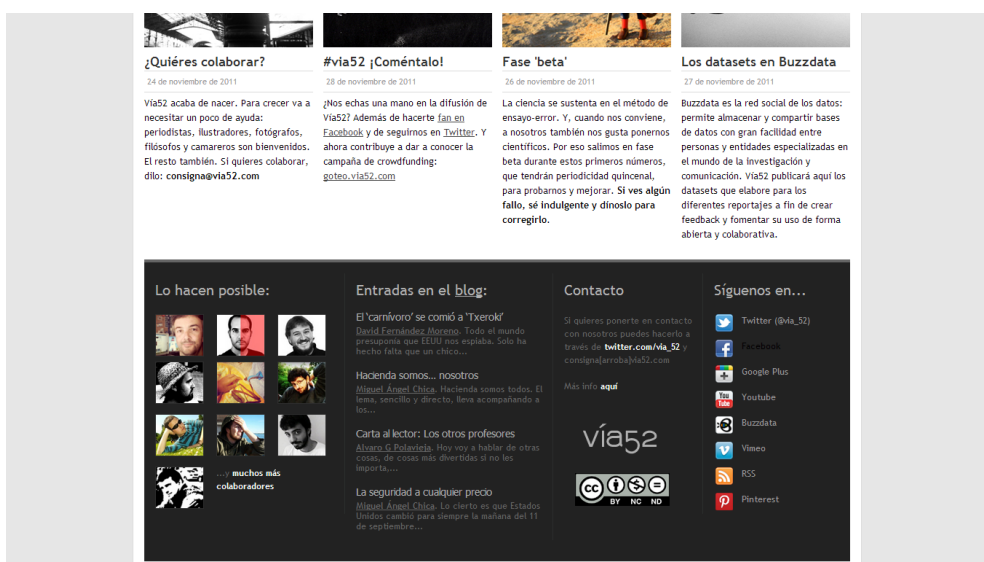 ¿Quiéres colaborar?
24 de noviembre de 2011
Vía52 acaba de nacer. Para crecer va a
necesitar un poco de ayuda:
periodistas, ilustradores, fotógrafos,
filósofos y camareros son bienvenidos.
El resto también. Si quieres colaborar,
dilo: consigna@via52.com
#via52 ¡Coméntalo!
28 de noviembre de 2011
¿Nos echas una mano en la difusión de
Vía52? Además de hacerte fan en
Facebook y de seguirnos en Twitter. Y
ahora contribuye a dar a conocer la
campaña de crowdfunding:
goteo.via52.com
Fase 'beta'
26 de noviembre de 2011
La ciencia se sustenta en el método de
ensayo-error. Y, cuando nos conviene,
a nosotros también nos gusta ponernos
científicos. Por eso salimos en fase
beta durante estos primeros números,
que tendrán periodicidad quincenal,
para probarnos y mejorar. Si ves algún
fallo, sé indulgente y dínoslo para
corregirlo.
Los datasets en Buzzdata
27 de noviembre de 2011
Buzzdata es la red social de los datos:
permite almacenar y compartir bases
de datos con gran facilidad entre
personas y entidades especializadas en
el mundo de la investigación y
comunicación. Vía52 publicará aquí los
datasets que elabore para los
diferentes reportajes a fin de crear
feedback y fomentar su uso de forma
abierta y colaborativa.
Lo hacen posible:
...y muchos más
colaboradores
Entradas en el blog:
El 'carnívoro' se comió a 'Txeroki'
David Fernández Moreno. Todo el mundo
presuponía que EEUU nos espiaba. Solo ha
hecho falta que un chico...
Hacienda somos... nosotros
Miguel Ángel Chica. Hacienda somos todos. El
lema, sencillo y directo, lleva acompañando a
los...
Carta al lector: Los otros profesores
Alvaro G Polavieja. Hoy voy a hablar de otras
cosas, de cosas más divertidas si no les
importa,...
La seguridad a cualquier precio
Miguel Ángel Chica. Lo cierto es que Estados
Unidos cambió para siempre la mañana del 11
de septiembre...
Contacto
Si quieres ponerte en contacto
con nosotros puedes hacerlo a
través de twitter.com/via_52 y
consigna[arroba]via52.com
Más info aquí
vía52
cc
BY NC ND
Síguenos en...
Twitter (@via_52)
Facebook
Google Plus
You Tube Youtube
Buzzdata
Vimeo
RSS
Pinterest